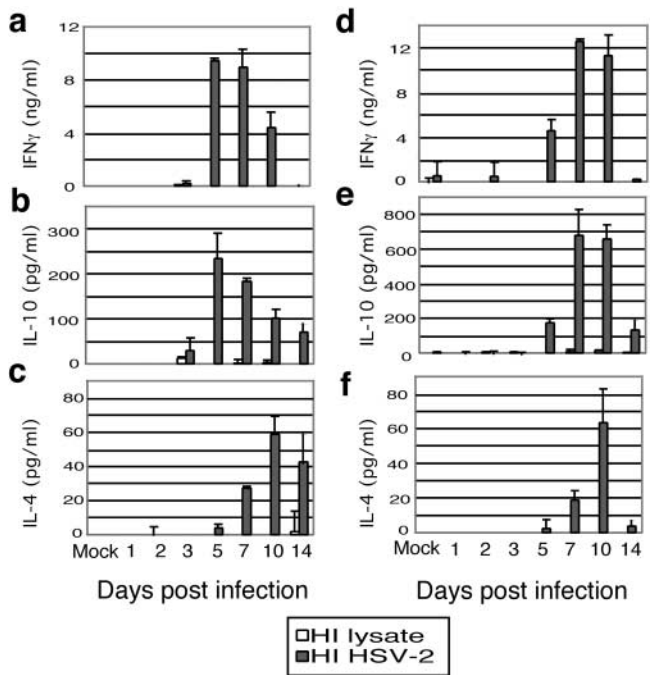 a
IFNγ (ng/ml)
12
8
4
0
b
IL-10 (pg/ml)
300
200
100
0
c
IL-4 (pg/ml)
80
60
40
20
0
Mock 1 2 3 5 7 10 14
Days post infection
d
IFNγ (ng/ml)
12
8
4
0
e
IL-10 (pg/ml)
800
600
400
200
0
f
IL-4 (pg/ml)
80
60
40
20
0
Mock 1 2 3 5 7 10 14
Days post infection
HI lysate
HI HSV-2